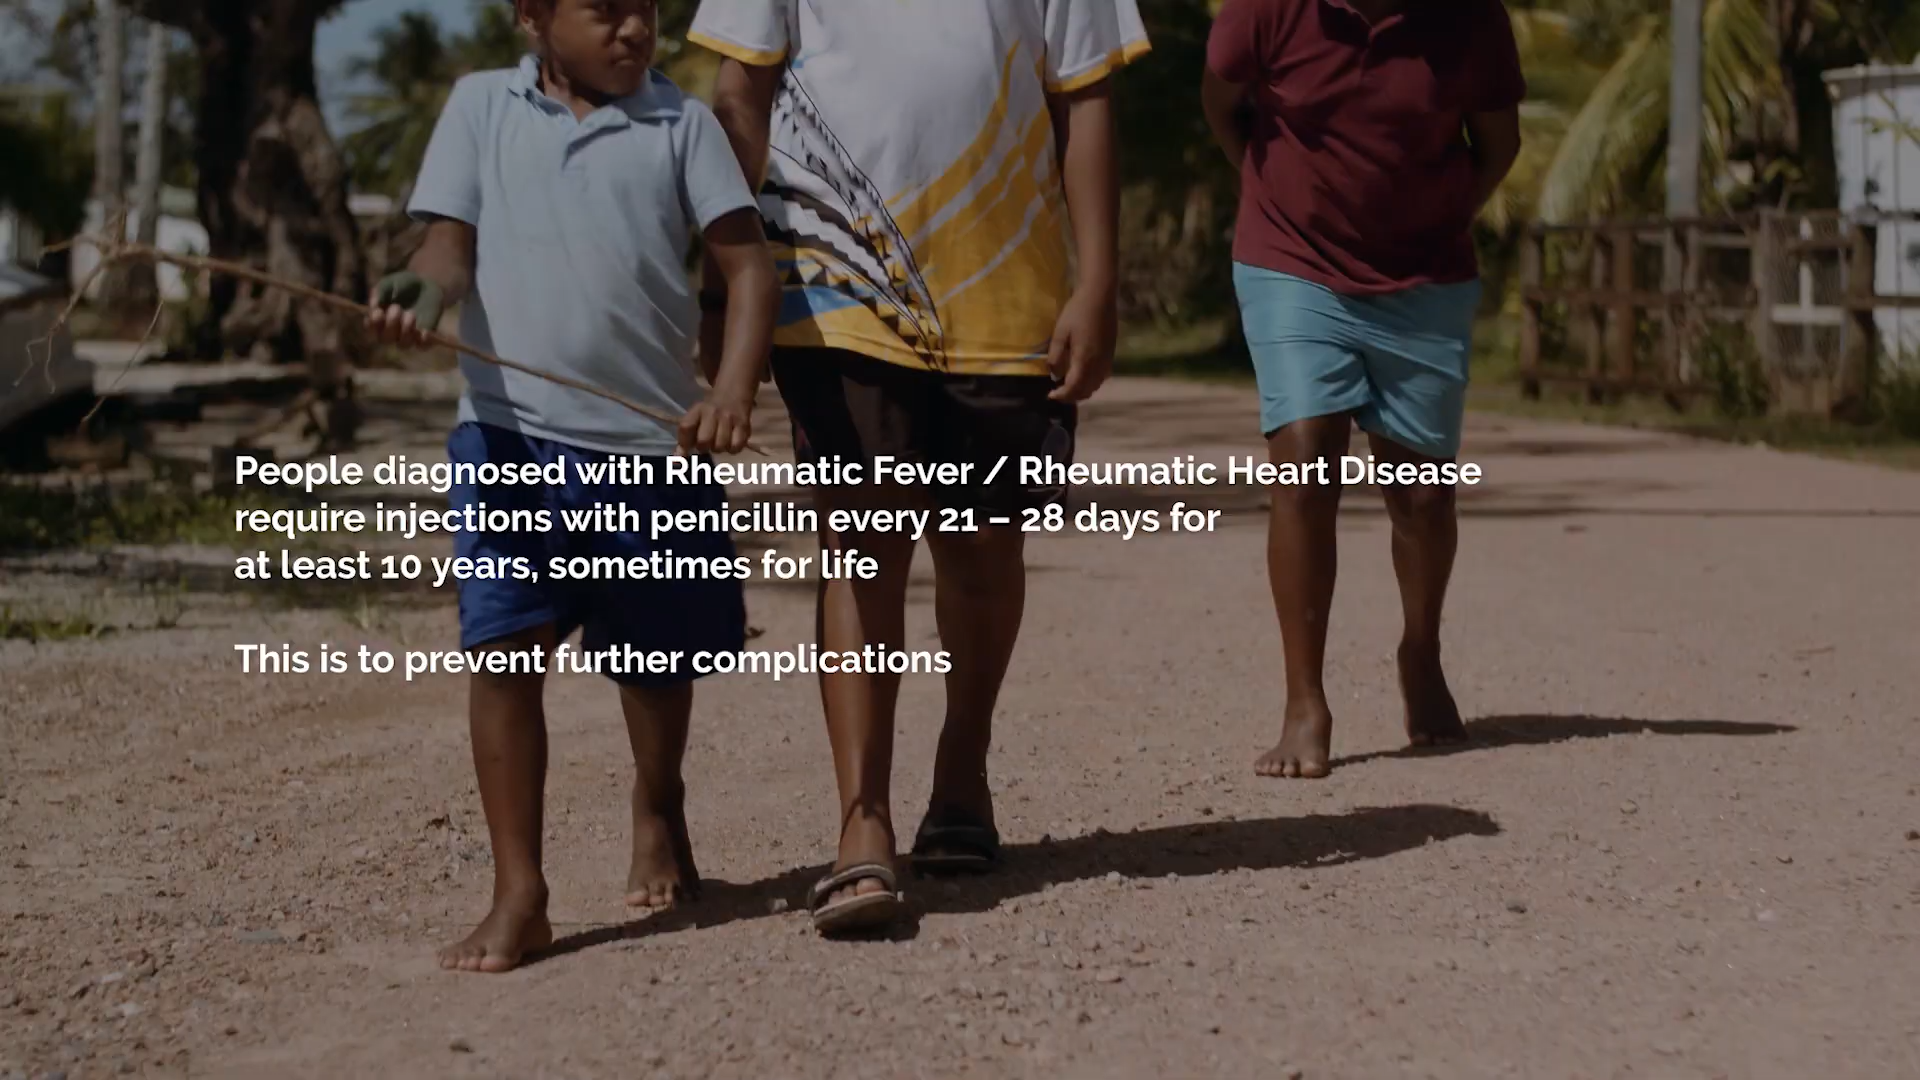 People diagnosed with Rheumatic Fever / Rheumatic Heart Disease
require injections with penicillin every 21 – 28 days for
at least 10 years, sometimes for life
This is to prevent further complications